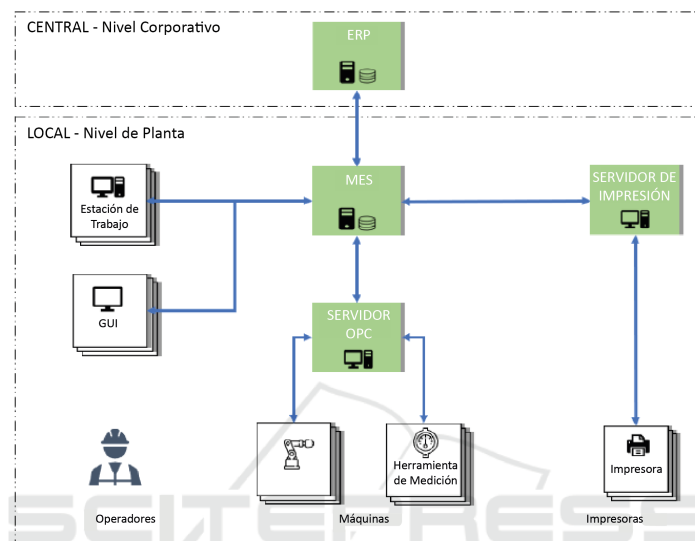 CENTRAL - Nivel Corporativo
ERP
LOCAL - Nivel de Planta
MES
SERVIDOR DE
IMPRESIÓN
Estación de
Trabajo
GUI
SERVIDOR
OPC
Herramienta
de Medición
Impresora
Operadores
Máquinas
Impresoras
SCITEPRESS